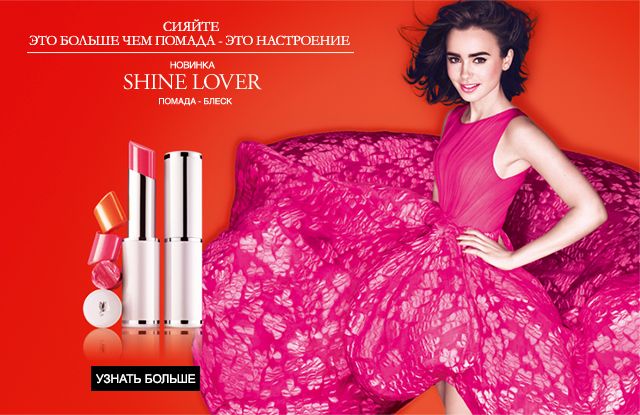 СИЯЙТЕ
ЭТО БОЛЬШЕ ЧЕМ ПОМАДА - ЭТО НАСТРОЕНИЕ
НОВИНКА
SHINE LOVER
ПОМАДА - БЛЕСК
УЗНАТЬ БОЛЬШЕ